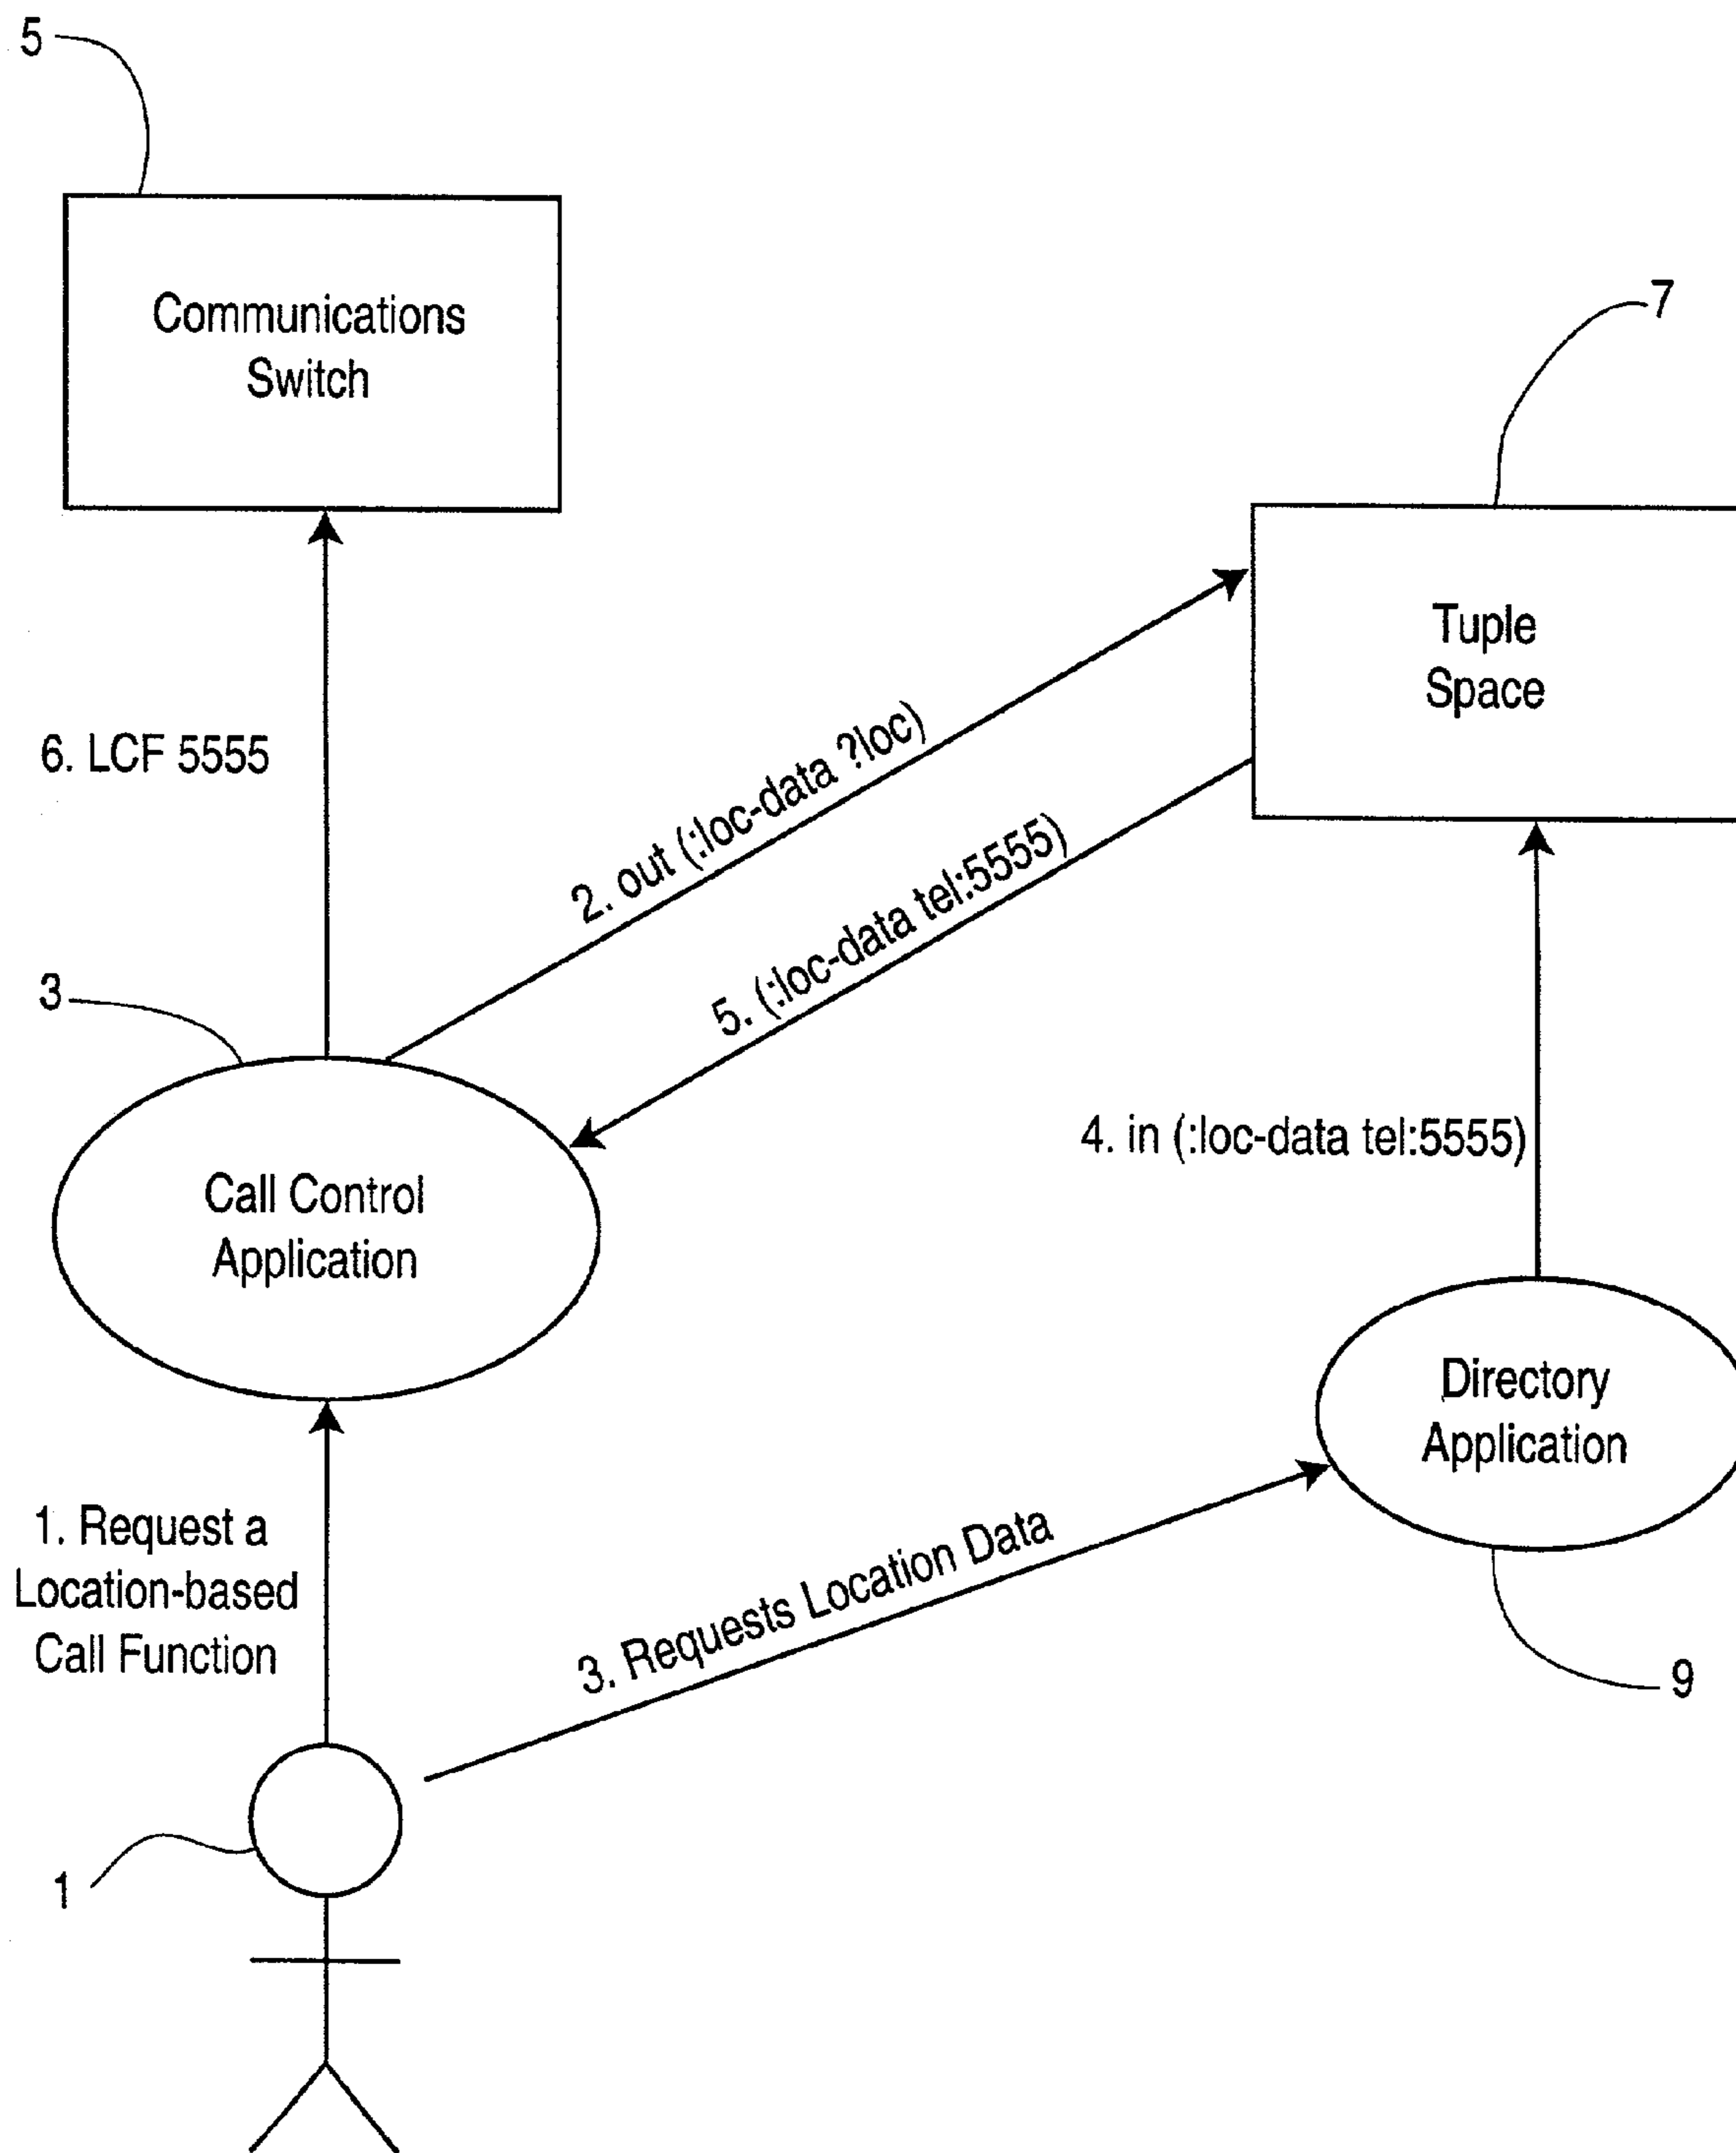 5
Communications
Switch
7
Tuple
Space
6. LCF 5555
2. out (:loc-data ?loc)
5. (:loc-data tel:5555)
3
4. in (:loc-data tel:5555)
Call Control
Application
Directory
Application
1. Request a
Location-based
Call Function
3. Requests Location Data
9
1